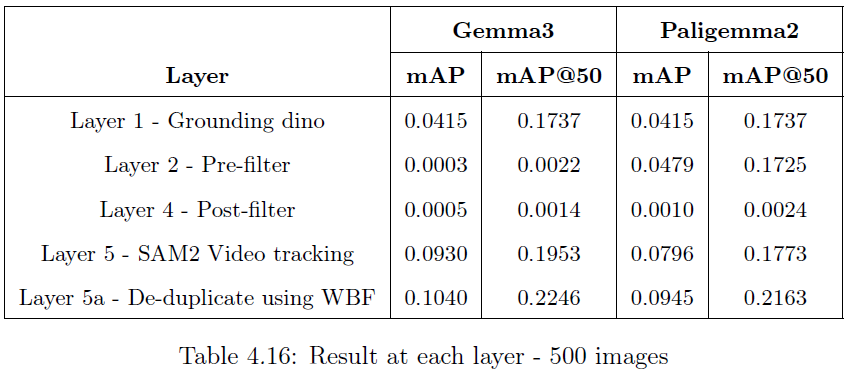 Gemma3 Paligemma2
Layer mAP mAP@50 mAP mAP@50
Layer 1 - Grounding dino 0.0415 0.1737 0.0415 0.1737
Layer 2 - Pre-filter 0.0003 0.0022 0.0479 0.1725
Layer 4 - Post-filter 0.0005 0.0014 0.0010 0.0024
Layer 5 - SAM2 Video tracking 0.0930 0.1953 0.0796 0.1773
Layer 5a - De-duplicate using WBF 0.1040 0.2246 0.0945 0.2163
Table 4.16: Result at each layer - 500 images